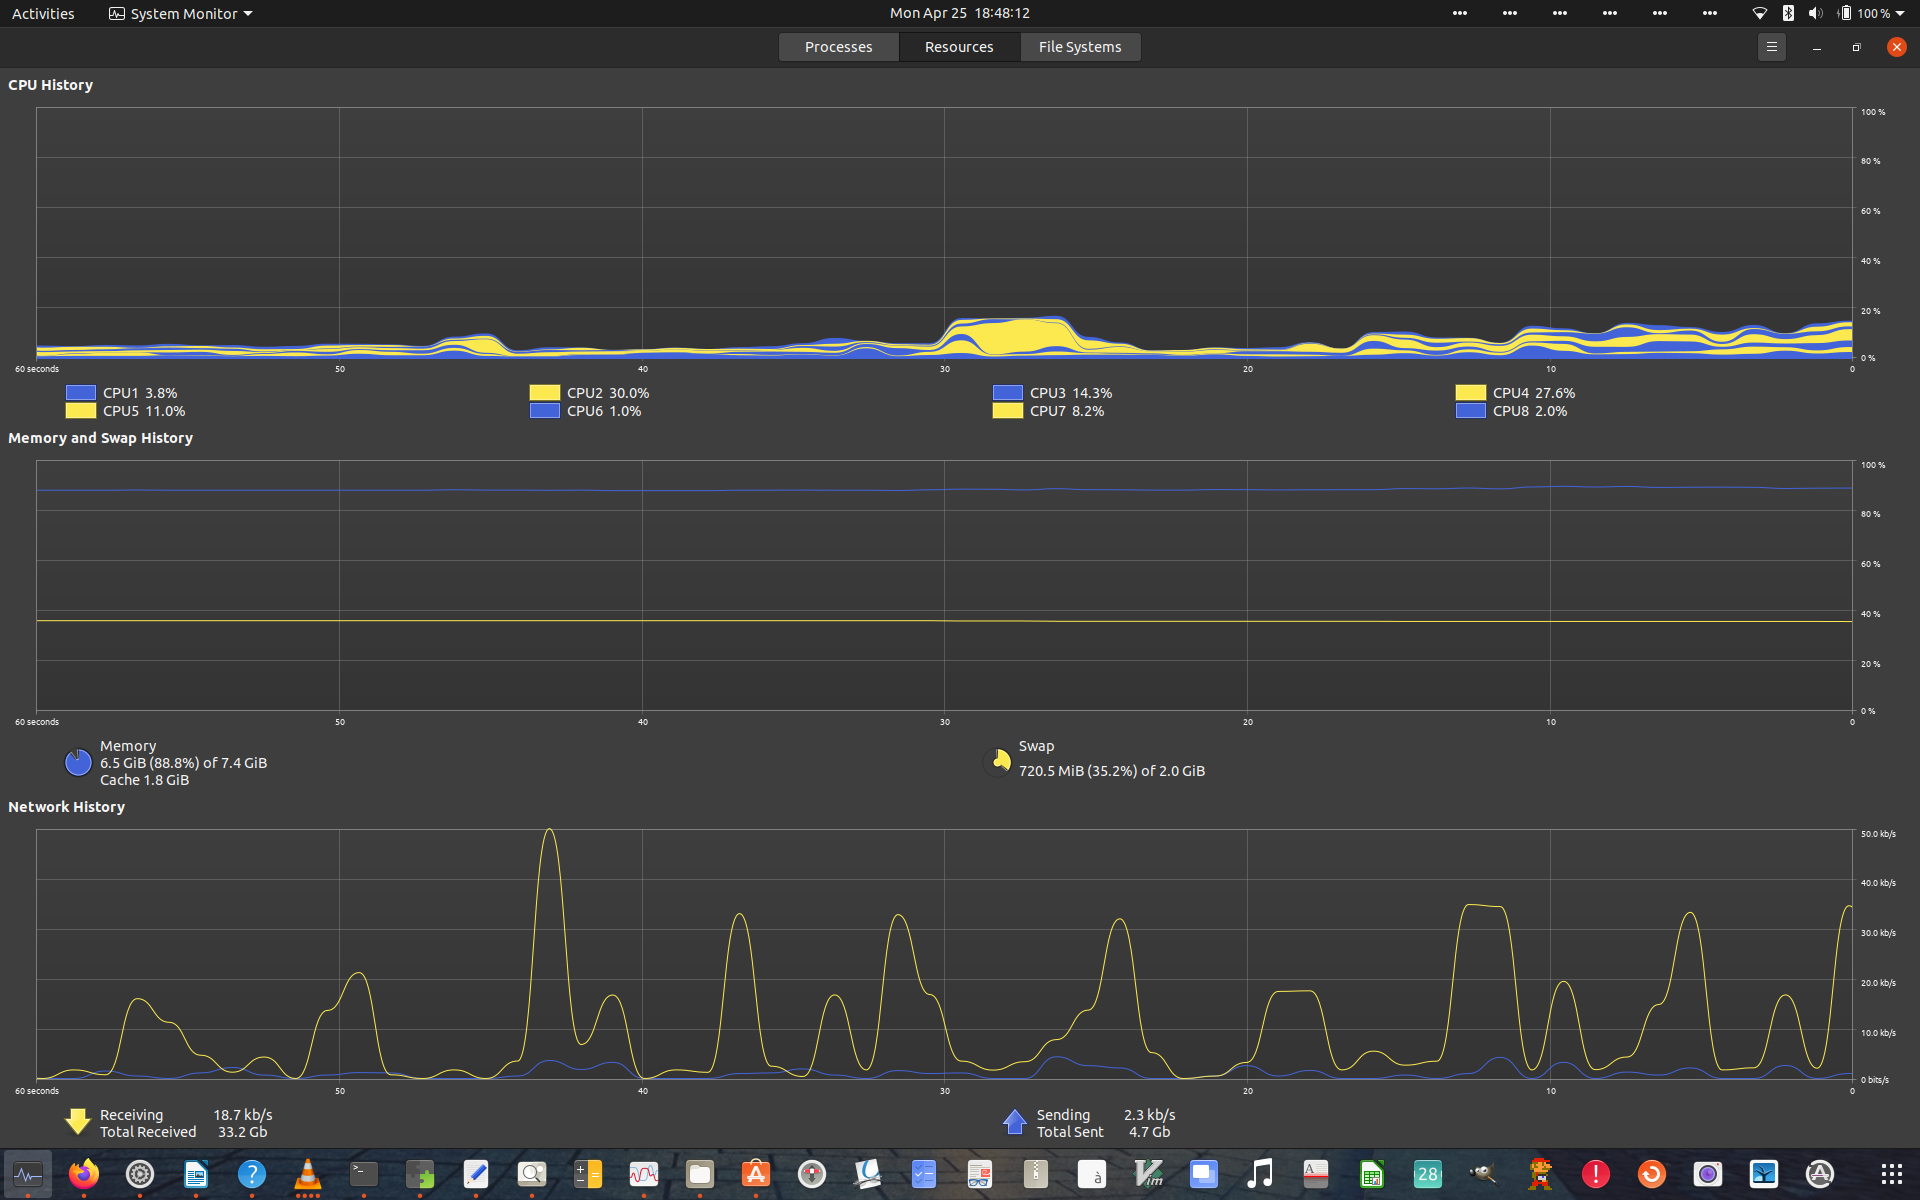 Activities System Monitor Mon Apr 25 18:48:12 100 %
Processes Resources File Systems
CPU History
100 %
80 %
60 %
40 %
20 %
0 %
60 seconds 50 40 30 20 10 0
CPU1 3.8% CPU2 30.0% CPU3 14.3% CPU4 27.6%
CPU5 11.0% CPU6 1.0% CPU7 8.2% CPU8 2.0%
Memory and Swap History
100 %
80 %
60 %
40 %
20 %
0 %
60 seconds 50 40 30 20 10 0
Memory
6.5 GiB (88.8%) of 7.4 GiB
Cache 1.8 GiB
Swap
720.5 MiB (35.2%) of 2.0 GiB
Network History
50.0 kb/s
40.0 kb/s
30.0 kb/s
20.0 kb/s
10.0 kb/s
0 bits/s
60 seconds 50 40 30 20 10 0
Receiving 18.7 kb/s
Total Received 33.2 Gb
Sending 2.3 kb/s
Total Sent 4.7 Gb
? >_ à Vim A 28 !